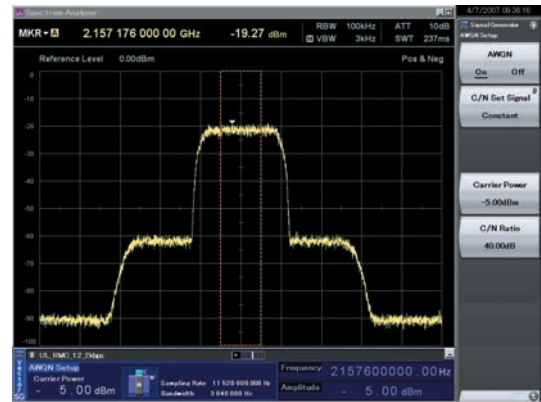 Spectrum Analyzer
4/7/2007 09:36:16
MKR▾A 2.157 176 000 00 GHz -19.27 dBm
RBW 100kHz ATT 10dB
VBW 3kHz SWT 237ms
Signal Generator
AWGN Setup
Reference Level 0.00dBm Pos & Neg
AWGN
On Off
C/N Set Signal
Constant
Carrier Power
-5.00dBm
C/N Ratio
40.00dB
0
-10
-20
-30
-40
-50
-60
-70
-80
-90
-100
UL_RMC_12_2kbps
Vector SG
AWGN Setup
Carrier Power
- 5.00 dBm
Sampling Rate 11 520 000.000 Hz
Bandwidth 3 840 000 Hz
Frequency 2157600000.00Hz
Amplitude - 5.00 dBm